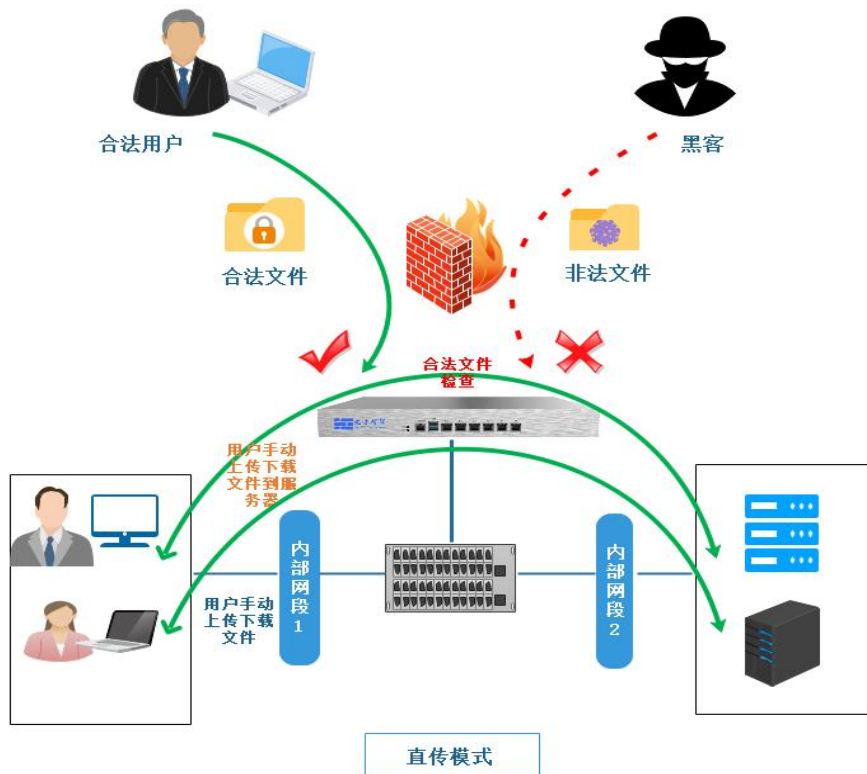 合法用户
黑客
合法文件
非法文件
合法文件
检查
用户手动
上传下载
文件到服
务器
内部网段1
内部网段2
用户手动
上传下载
文件
直传模式